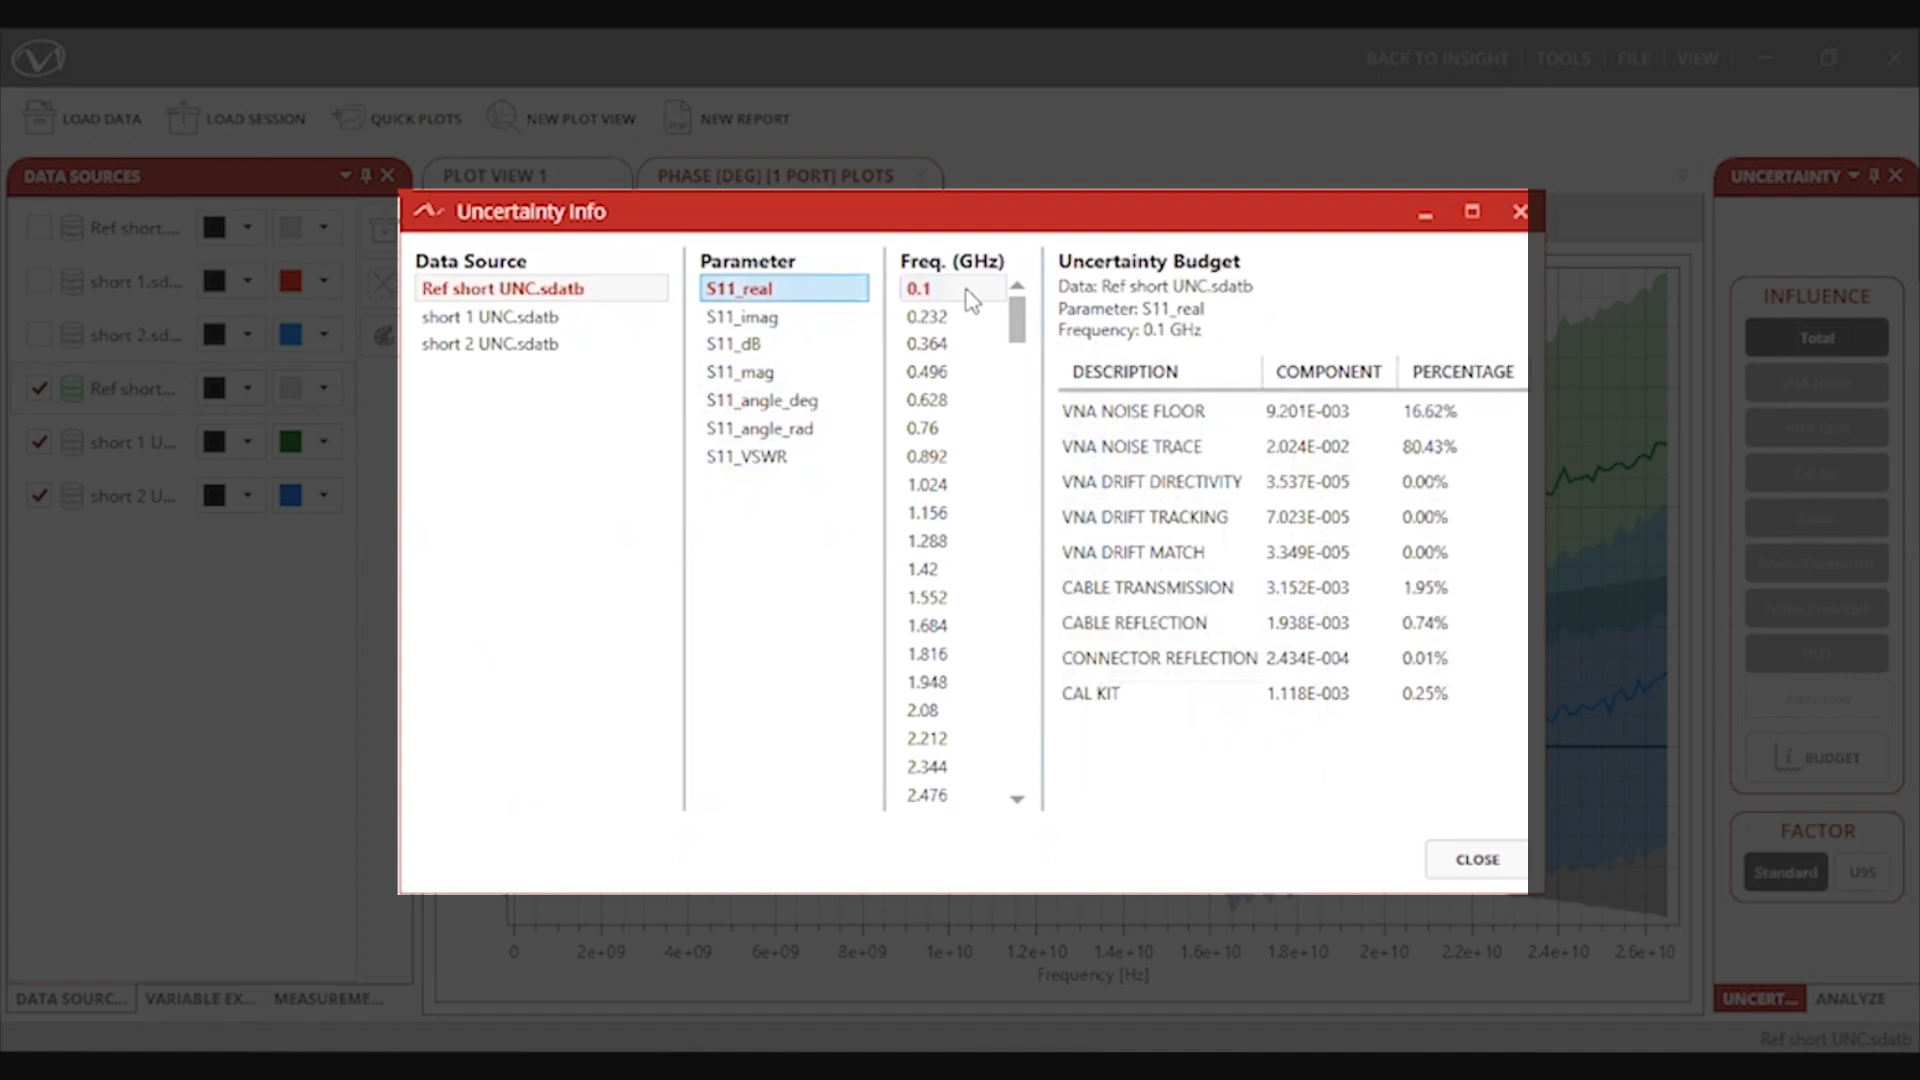 BACK TO INSIGHT
TOOLS
FILE
VIEW
LOAD DATA
LOAD SESSION
QUICK PLOTS
NEW PLOT VIEW
NEW REPORT
DATA SOURCES
PLOT VIEW 1
PHASE [DEG] [1 PORT] PLOTS
UNCERTAINTY
Ref short....
short 1.sd...
short 2.sd...
Ref short...
short 1 U...
short 2 U...
Uncertainty Info
Data Source
Ref short UNC.sdatb
short 1 UNC.sdatb
short 2 UNC.sdatb
Parameter
S11_real
S11_imag
S11_dB
S11_mag
S11_angle_deg
S11_angle_rad
S11_VSWR
Freq. (GHz)
0.1
0.232
0.364
0.496
0.628
0.76
0.892
1.024
1.156
1.288
1.42
1.552
1.684
1.816
1.948
2.08
2.212
2.344
2.476
Uncertainty Budget
Data: Ref short UNC.sdatb
Parameter: S11_real
Frequency: 0.1 GHz
DESCRIPTION COMPONENT PERCENTAGE
VNA NOISE FLOOR 9.201E-003 16.62%
VNA NOISE TRACE 2.024E-002 80.43%
VNA DRIFT DIRECTIVITY 3.537E-005 0.00%
VNA DRIFT TRACKING 7.023E-005 0.00%
VNA DRIFT MATCH 3.349E-005 0.00%
CABLE TRANSMISSION 3.152E-003 1.95%
CABLE REFLECTION 1.938E-003 0.74%
CONNECTOR REFLECTION 2.434E-004 0.01%
CAL KIT 1.118E-003 0.25%
CLOSE
INFLUENCE
Total
DUT
Advanced
BUDGET
FACTOR
Standard
U95
0 2e+09 4e+09 6e+09 8e+09 1e+10 1.2e+10 1.4e+10 1.6e+10 1.8e+10 2e+10 2.2e+10 2.4e+10 2.6e+10
Frequency [Hz]
DATA SOURC...
VARIABLE EX...
MEASUREME...
UNCERT...
ANALYZE
Ref short UNC.sdatb